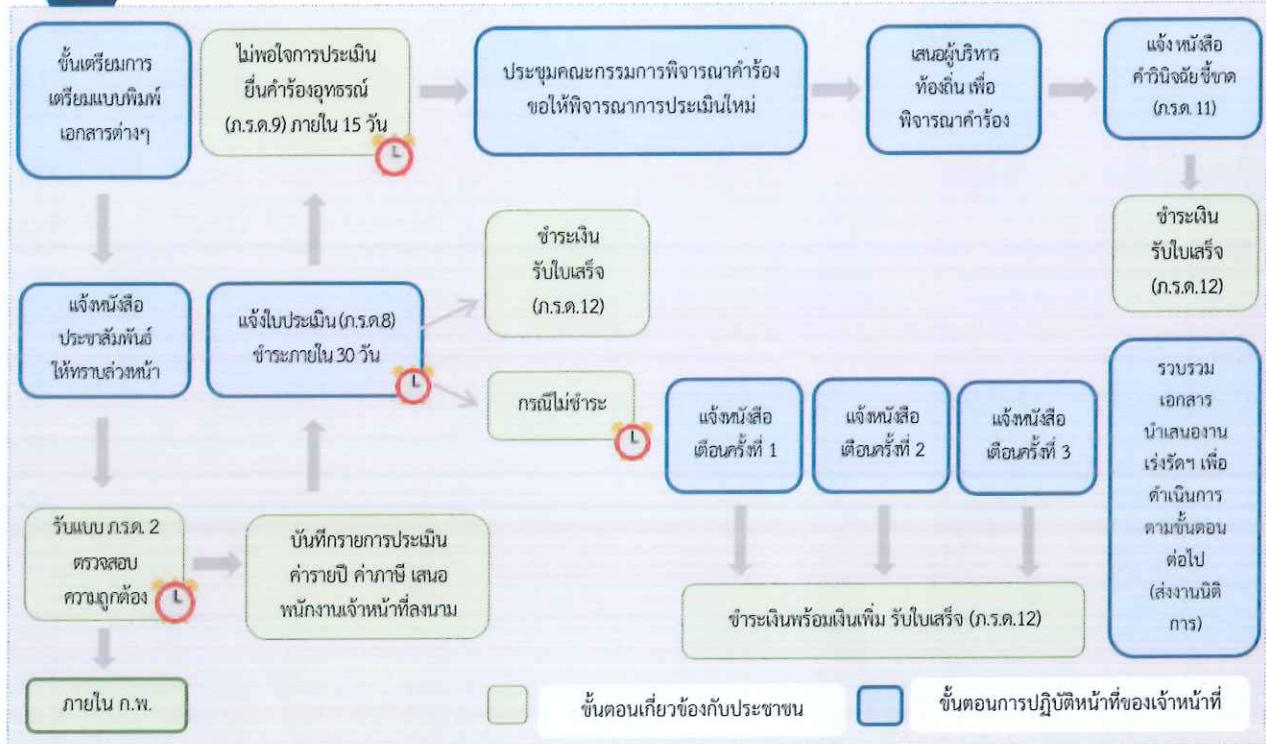 ขั้นเตรียมการ
เตรียมแบบพิมพ์
เอกสารต่างๆ
ไม่พอใจการประเมิน
ยื่นคำร้องอุทธรณ์
(ภ.ร.ด.9) ภายใน 15 วัน
ประชุมคณะกรรมการพิจารณาคำร้อง
ขอให้พิจารณาการประเมินใหม่
เสนอผู้บริหาร
ท้องถิ่น เพื่อ
พิจารณาคำร้อง
แจ้งหนังสือ
คำวินิจฉัยชี้ขาด
(ภ.ร.ด. 11)
ชำระเงิน
รับใบเสร็จ
(ภ.ร.ด.12)
แจ้งหนังสือ
ประชาสัมพันธ์
ให้ทราบล่วงหน้า
แจ้งใบประเมิน (ภ.ร.ด.8)
ชำระภายใน 30 วัน
ชำระเงิน
รับใบเสร็จ
(ภ.ร.ด.12)
กรณีไม่ชำระ
แจ้งหนังสือ
เตือนครั้งที่ 1
แจ้งหนังสือ
เตือนครั้งที่ 2
แจ้งหนังสือ
เตือนครั้งที่ 3
รวบรวม
เอกสาร
นำเสนองาน
เร่งรัดฯ เพื่อ
ดำเนินการ
ตามขั้นตอน
ต่อไป
(ส่งงานนิติ
การ)
รับแบบ ภ.ร.ด. 2
ตรวจสอบ
ความถูกต้อง
บันทึกรายการประเมิน
ค่ารายปี ค่าภาษี เสนอ
พนักงานเจ้าหน้าที่ลงนาม
ชำระเงินพร้อมเงินเพิ่ม รับใบเสร็จ (ภ.ร.ด.12)
ภายใน ก.พ.
ขั้นตอนเกี่ยวข้องกับประชาชน
ขั้นตอนการปฏิบัติหน้าที่ของเจ้าหน้าที่